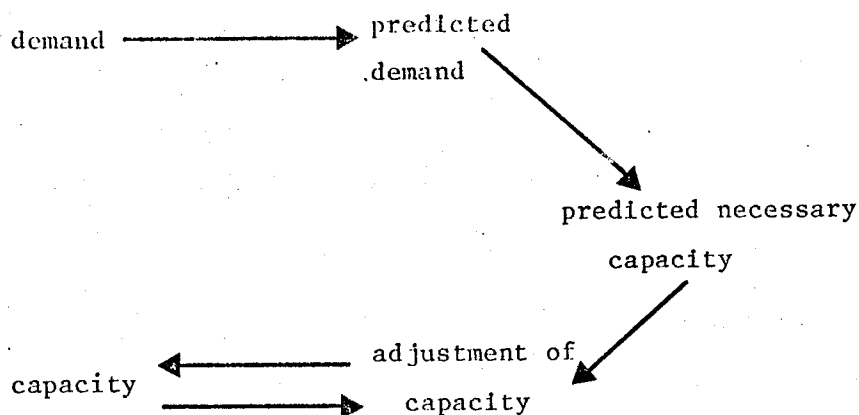 demand
predicted
.demand
predicted necessary
capacity
adjustment of
capacity
capacity